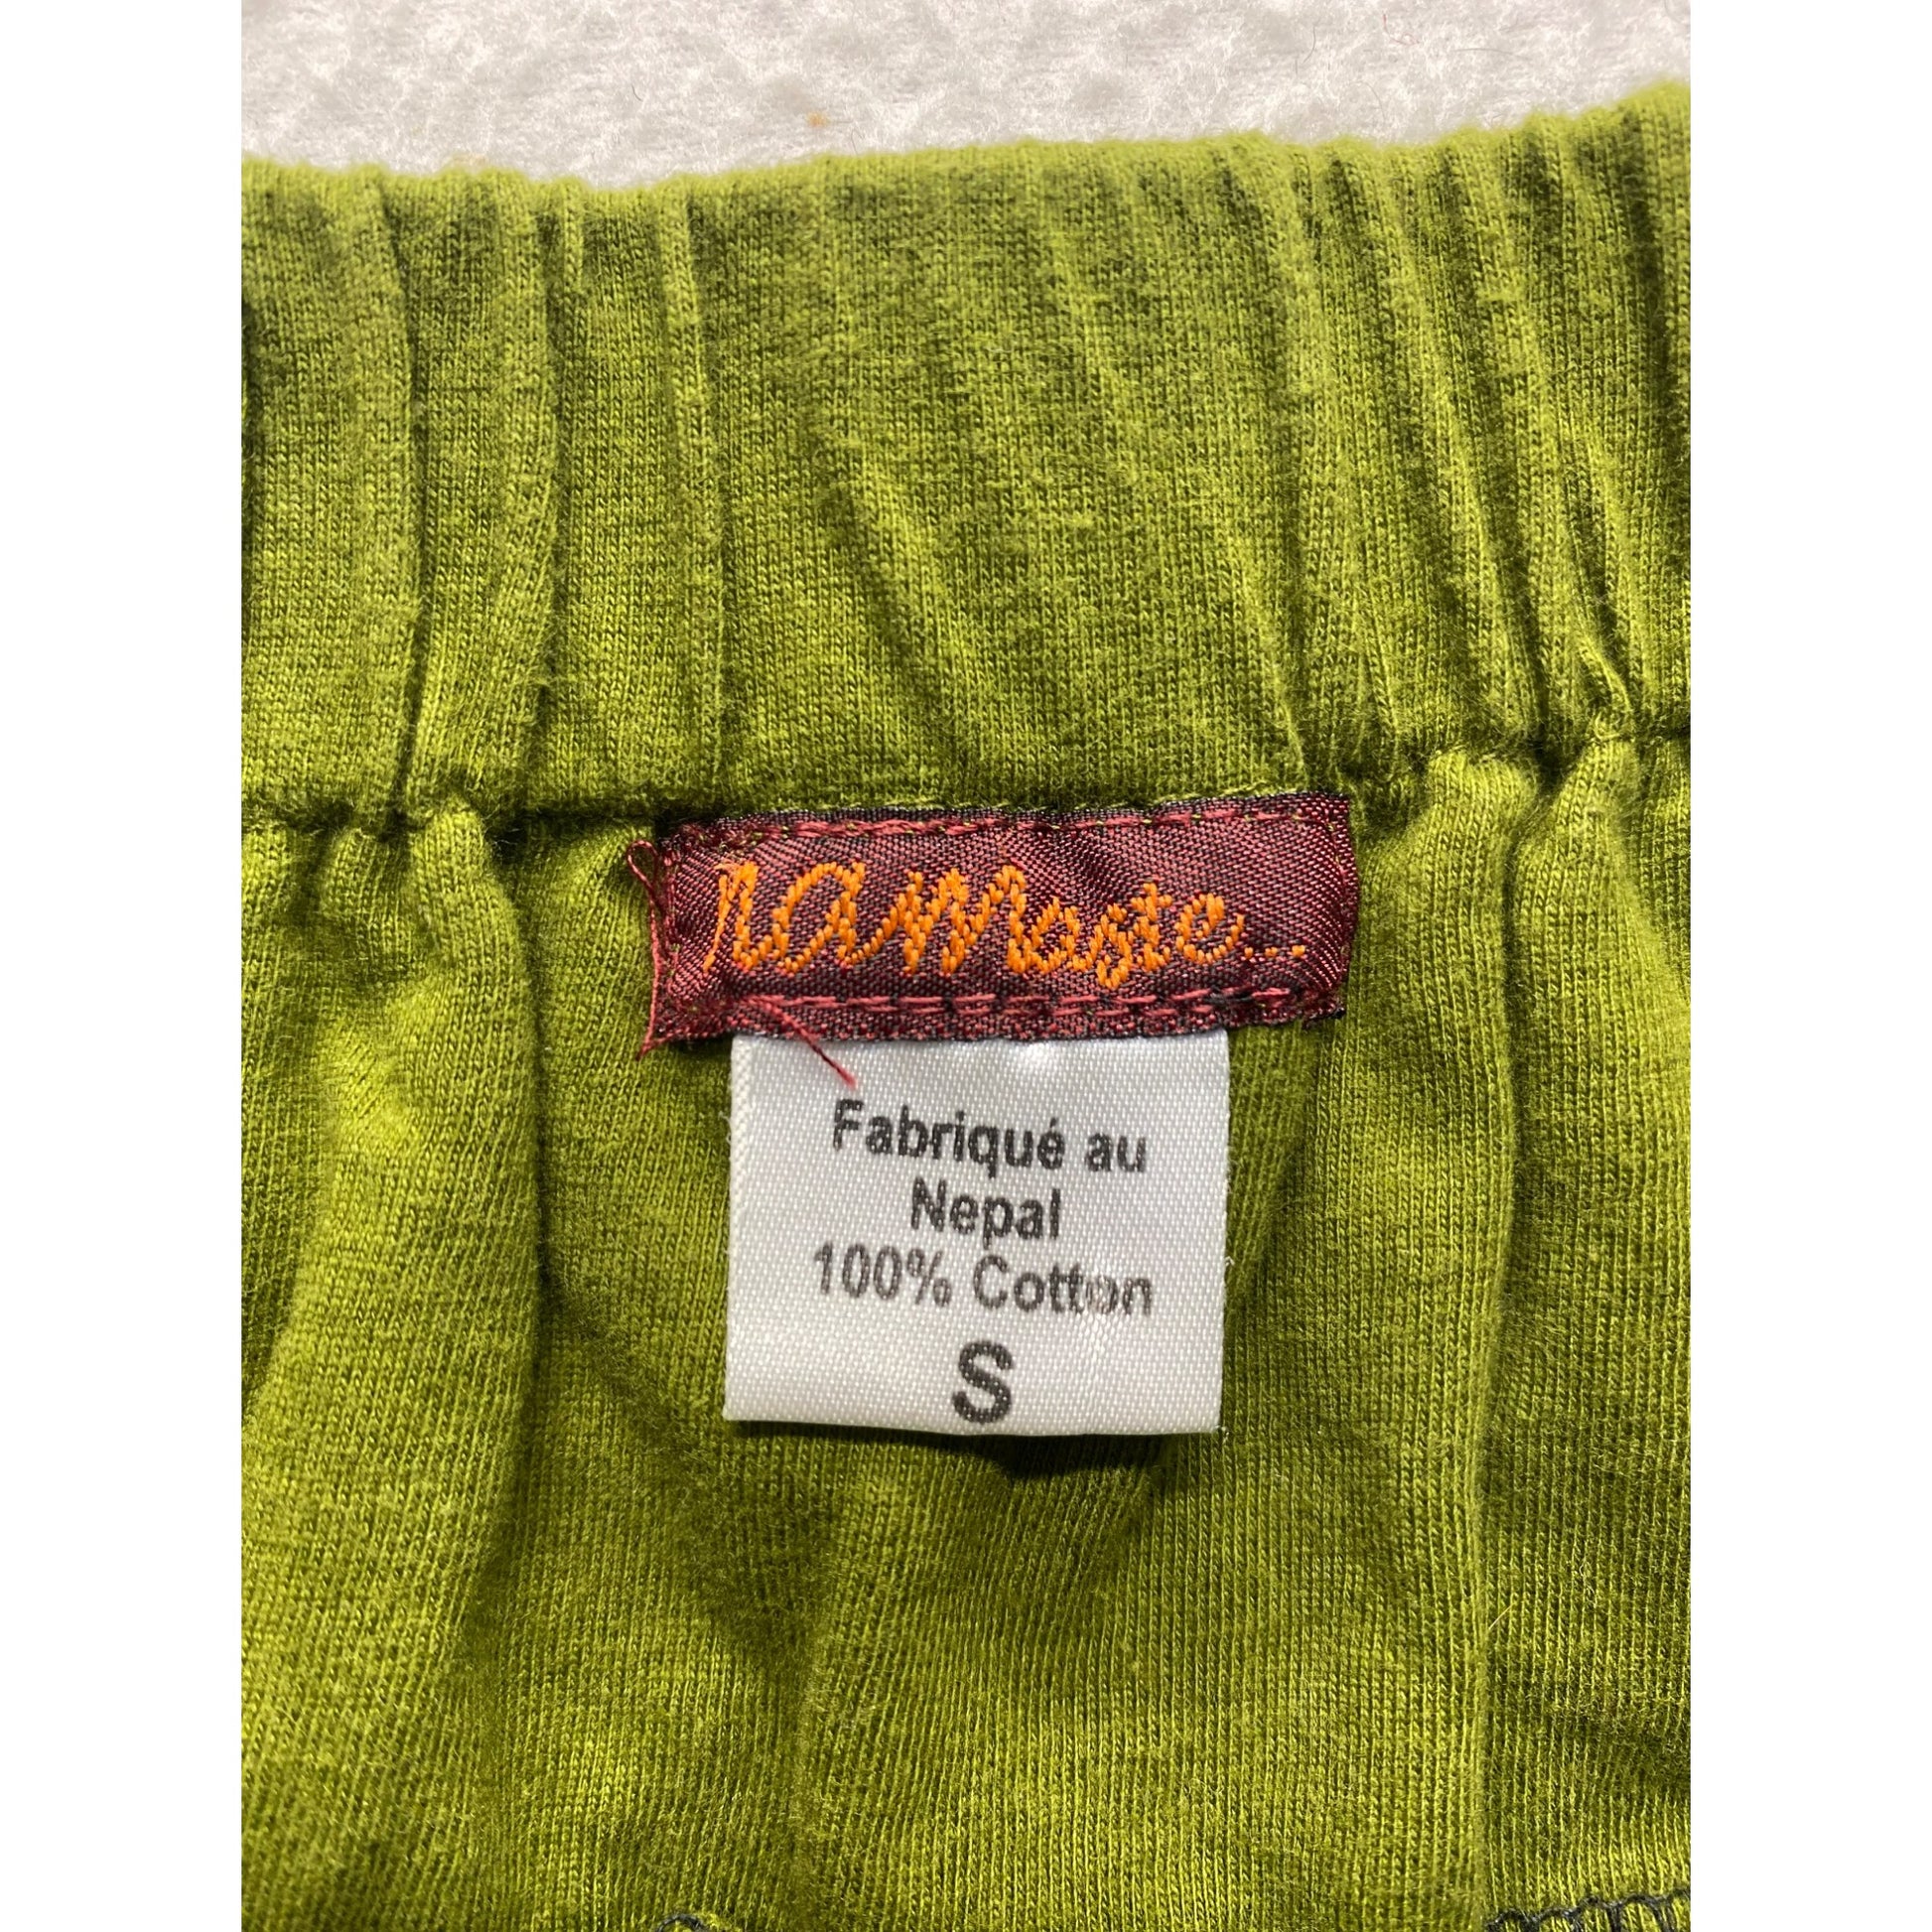 NAMaste...
Fabriqué au
Nepal
100% Cotton
S